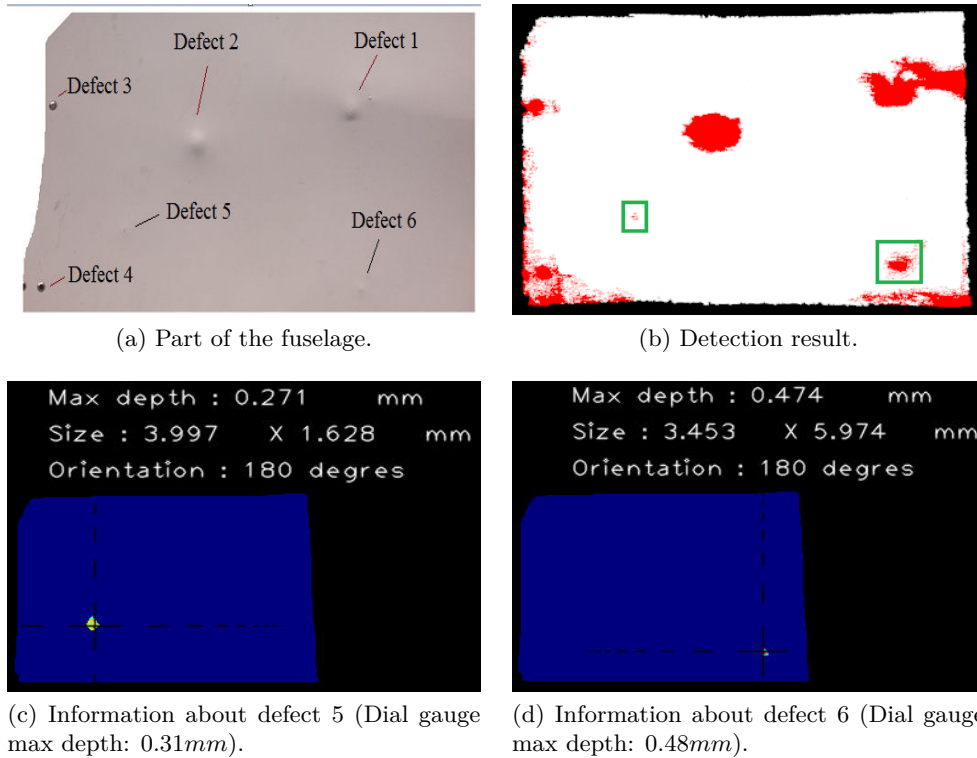 Defect 2
Defect 1
Defect 3
Defect 5
Defect 6
Defect 4
(a) Part of the fuselage.
(b) Detection result.
Max depth : 0.271 mm
Size : 3.997 X 1.628 mm
Orientation : 180 degres
Max depth : 0.474 mm
Size : 3.453 X 5.974 mm
Orientation : 180 degres
(c) Information about defect 5 (Dial gauge
max depth: 0.31mm).
(d) Information about defect 6 (Dial gauge
max depth: 0.48mm).